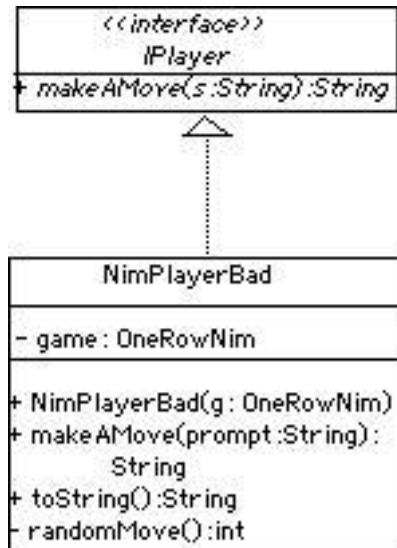 <<interface>>
IPlayer
+ makeAMove(s:String):String
NimPlayerBad
- game: OneRowNim
+ NimPlayerBad(g: OneRowNim)
+ makeAMove(prompt:String):
String
+ toString():String
- randomMove():int